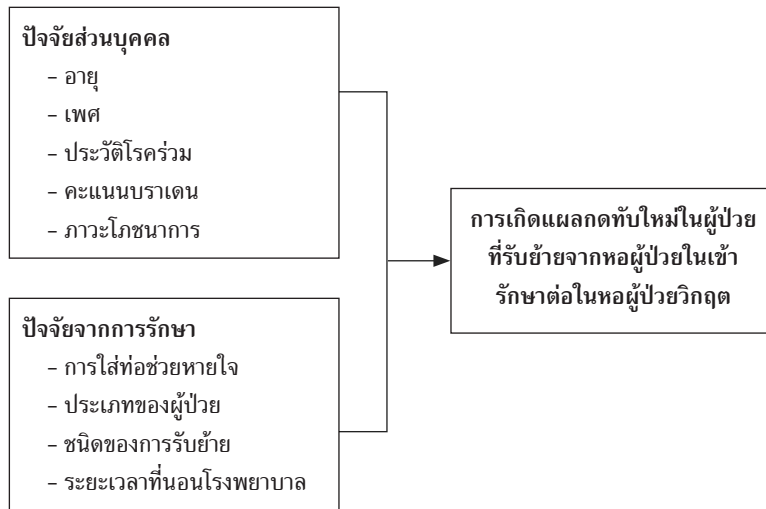 ปัจจัยส่วนบุคคล
– อายุ
– เพศ
– ประวัติโรคร่วม
– คะแนนบราเดน
– ภาวะโภชนาการ
ปัจจัยจากการรักษา
– การใส่ท่อช่วยหายใจ
– ประเภทของผู้ป่วย
– ชนิดของการรับย้าย
– ระยะเวลาที่นอนโรงพยาบาล
การเกิดแผลกดทับใหม่ในผู้ป่วย
ที่รับย้ายจากหอผู้ป่วยในเข้า
รักษาต่อในหอผู้ป่วยวิกฤต